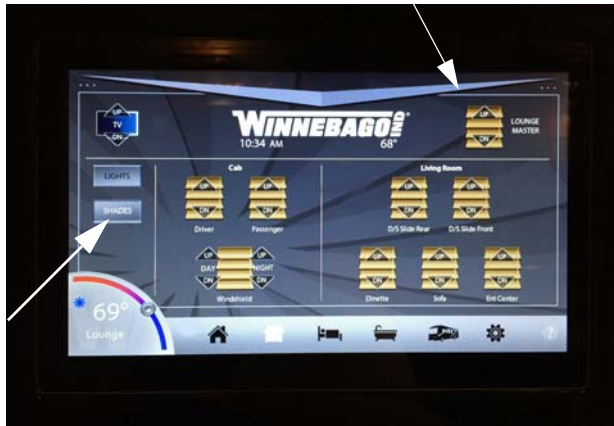 UP
TV
DN
WINNEBAGO IND
10:34 AM
68°
UP
DN
LOUNGE
MASTER
LIGHTS
SHADES
Cab
UP
UP
DN
DN
Driver
Passenger
UP
UP
DAY
NIGHT
DN
DN
Windshield
Living Room
UP
UP
DN
DN
D/S Slide Rear
D/S Slide Front
UP
UP
UP
DN
DN
DN
Dinette
Sofa
Ent Center
69°
Lounge
?